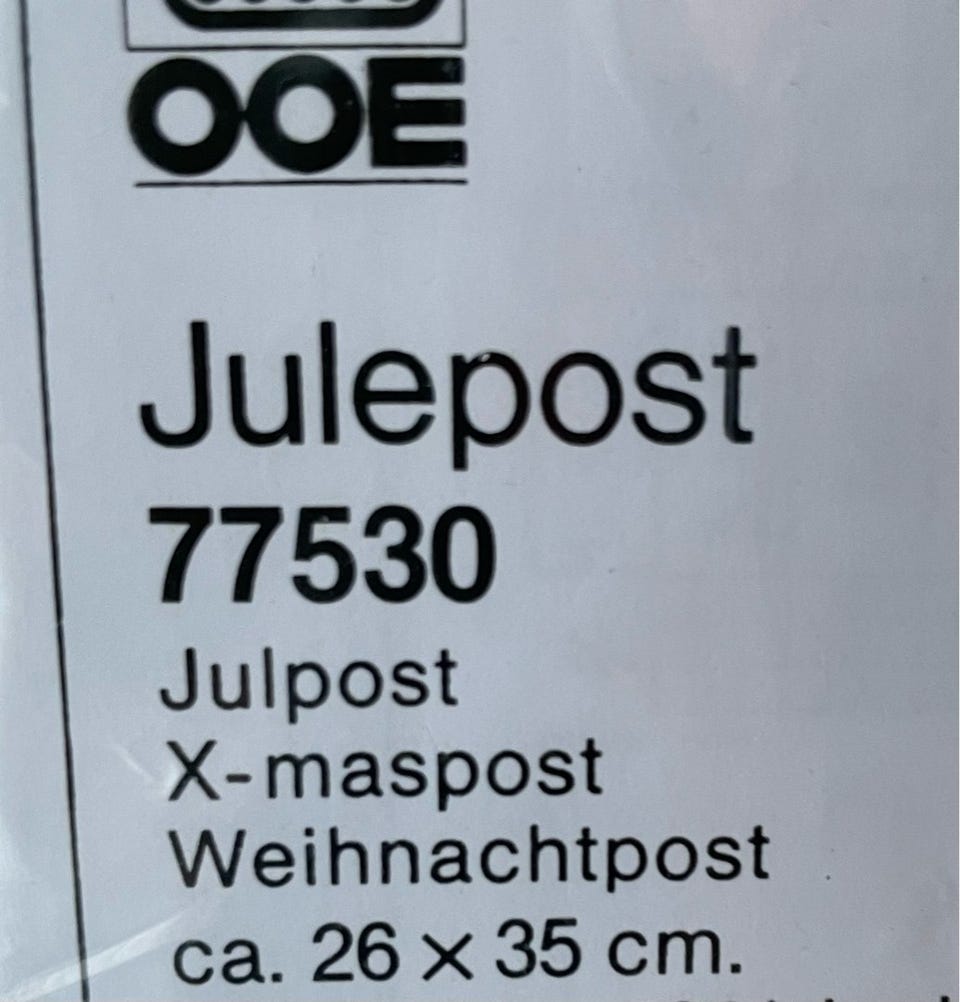 OOE
Julepost
77530
Julpost
X-maspost
Weihnachtpost
ca. 26 x 35 cm.